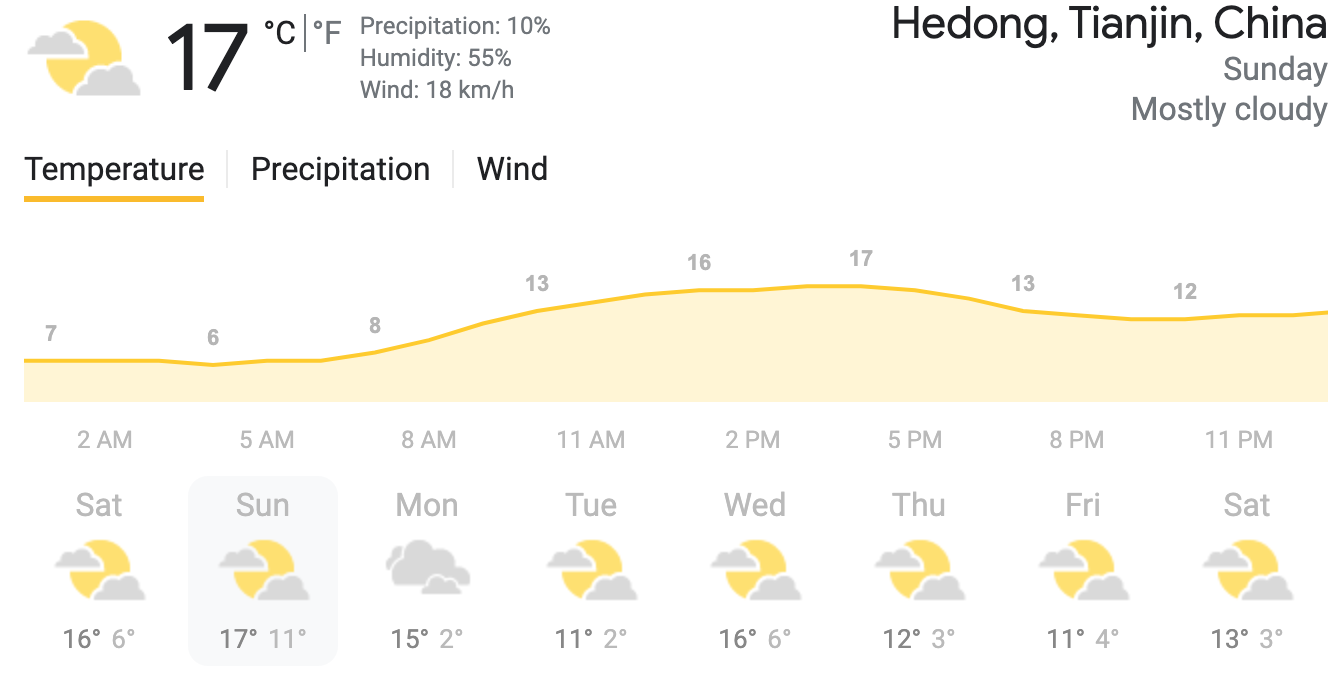 17 °C | °F
Precipitation: 10%
Humidity: 55%
Wind: 18 km/h
Hedong, Tianjin, China
Sunday
Mostly cloudy
Temperature Precipitation Wind
7 6 8 13 16 17 13 12
2 AM 5 AM 8 AM 11 AM 2 PM 5 PM 8 PM 11 PM
Sat Sun Mon Tue Wed Thu Fri Sat
16° 6° 17° 11° 15° 2° 11° 2° 16° 6° 12° 3° 11° 4° 13° 3°